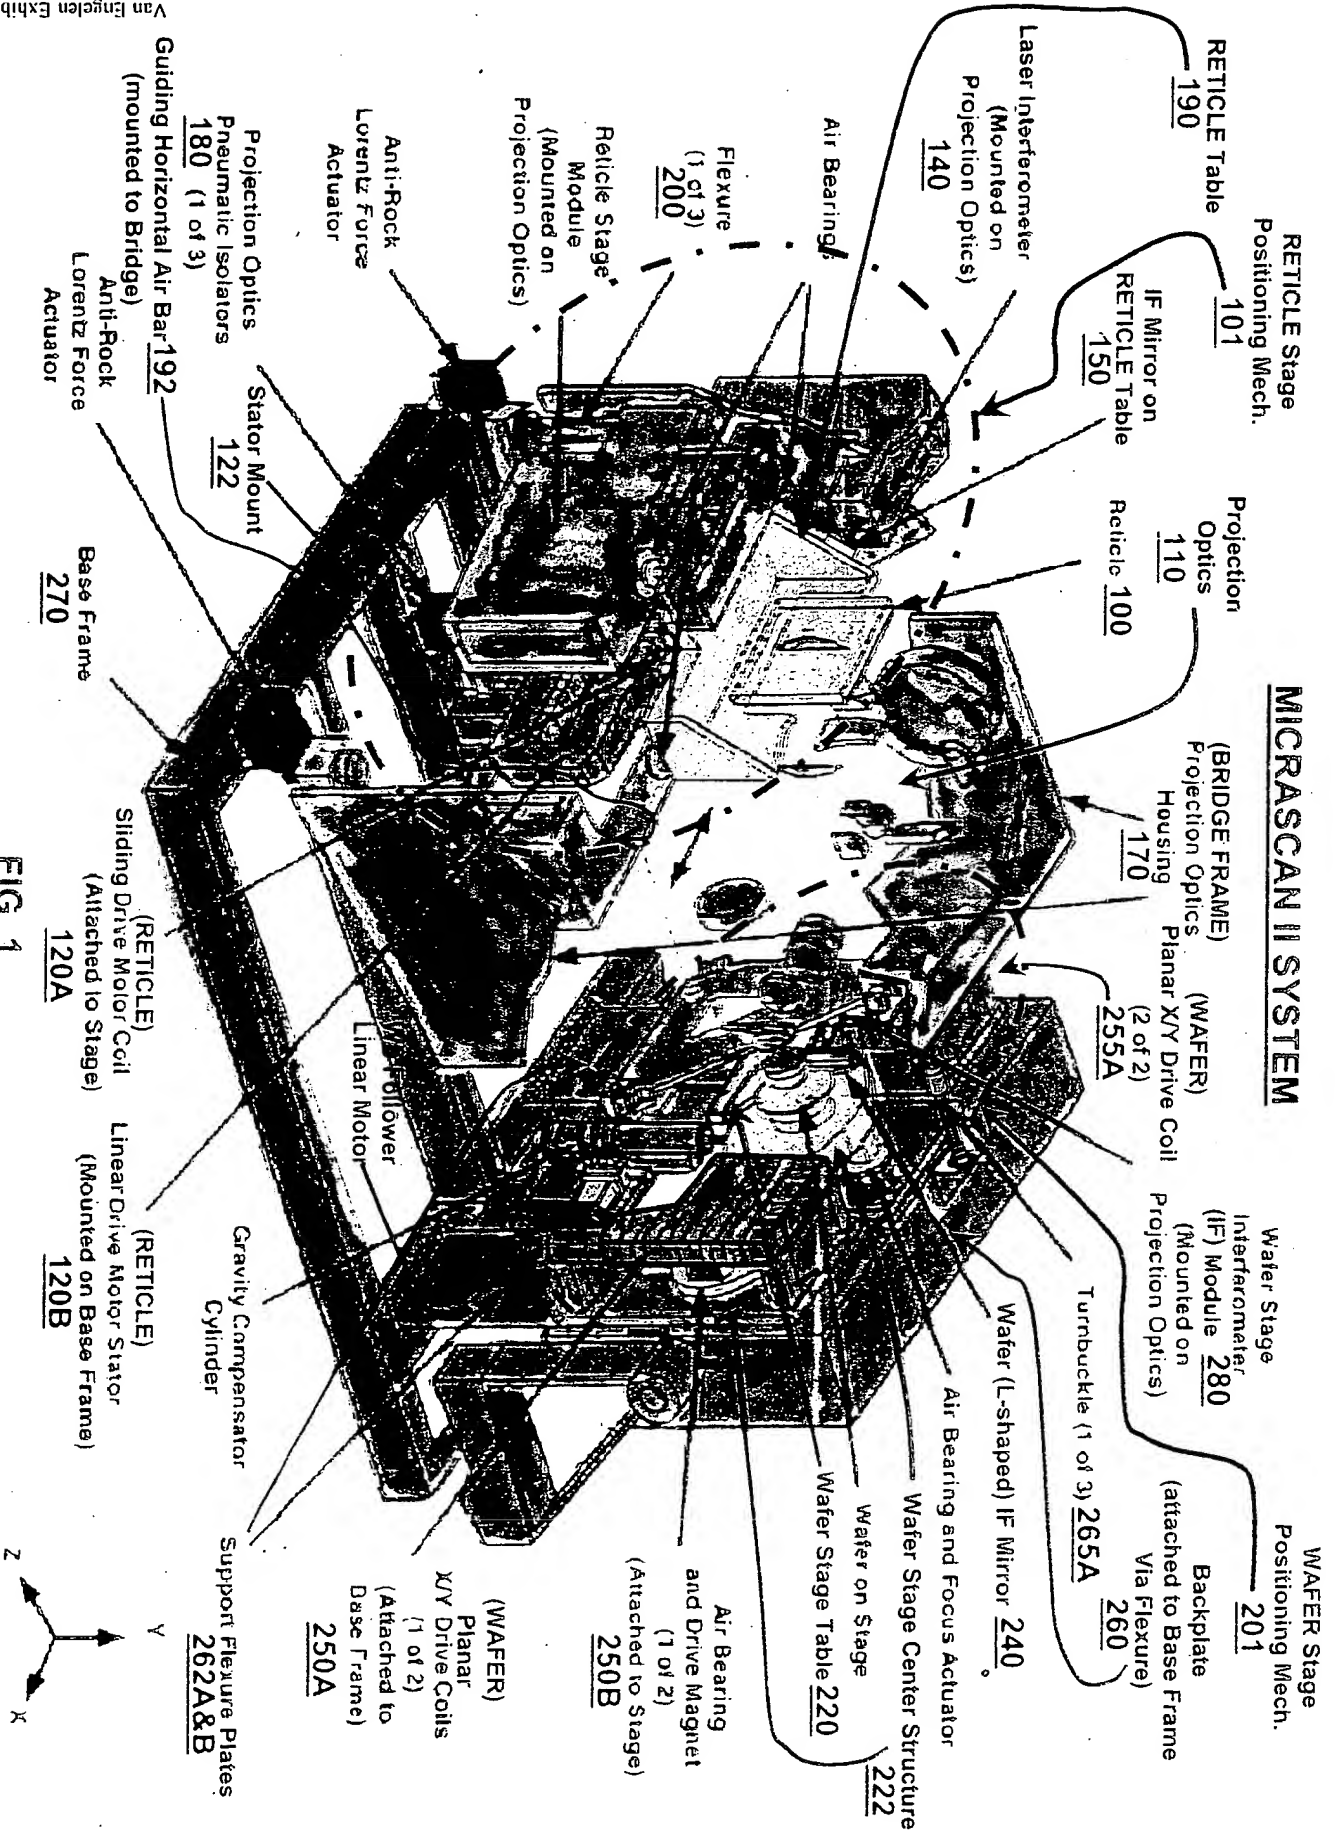 MICRASCAN II SYSTEM
RETICLE Stage
Positioning Mech.
101
RETICLE Table
190
Laser Interferometer
(Mounted on
Projection Optics)
140
IF Mirror on
RETICLE Table
150
Projection
Optics
110
Reticle 100
(BRIDGE FRAME)
Projection Optics
Housing
170
(WAFER)
Planar X/Y Drive Coil
(2 of 2)
255A
Wafer Stage
Interferometer
(IF) Module 280
(Mounted on
Projection Optics)
WAFER Stage
Positioning Mech.
201
Backplate
(attached to Base Frame
Via Flexure)
260
Turnbuckle (1 of 3) 265A
Wafer (L-shaped) IF Mirror 240
Air Bearing and Focus Actuator
Wafer Stage Center Structure
222
Wafer on Stage
Wafer Stage Table 220
Air Bearing
and Drive Magnet
(1 of 2)
(Attached to Stage)
250B
(WAFER)
Planar
X/Y Drive Coils
(1 of 2)
(Attached to
Base Frame)
250A
Support Flexure Plates
262A&B
Air Bearings
Flexure
(1 of 3)
200
Reticle Stage
Module
(Mounted on
Projection Optics)
Anti-Rock
Lorentz Force
Actuator
Projection Optics
Pneumatic Isolators
180 (1 of 3)
Guiding Horizontal Air Bar 192
(mounted to Bridge)
Stator Mount
122
Anti-Rock
Lorentz Force
Actuator
Base Frame
270
(RETICLE)
Sliding Drive Motor Coil
(Attached to Stage)
120A
(RETICLE)
Linear Drive Motor Stator
(Mounted on Base Frame)
120B
Follower
Linear Motor
Gravity Compensator
Cylinder
Y
Z
X
FIG. 1
Van Engelen Exhib